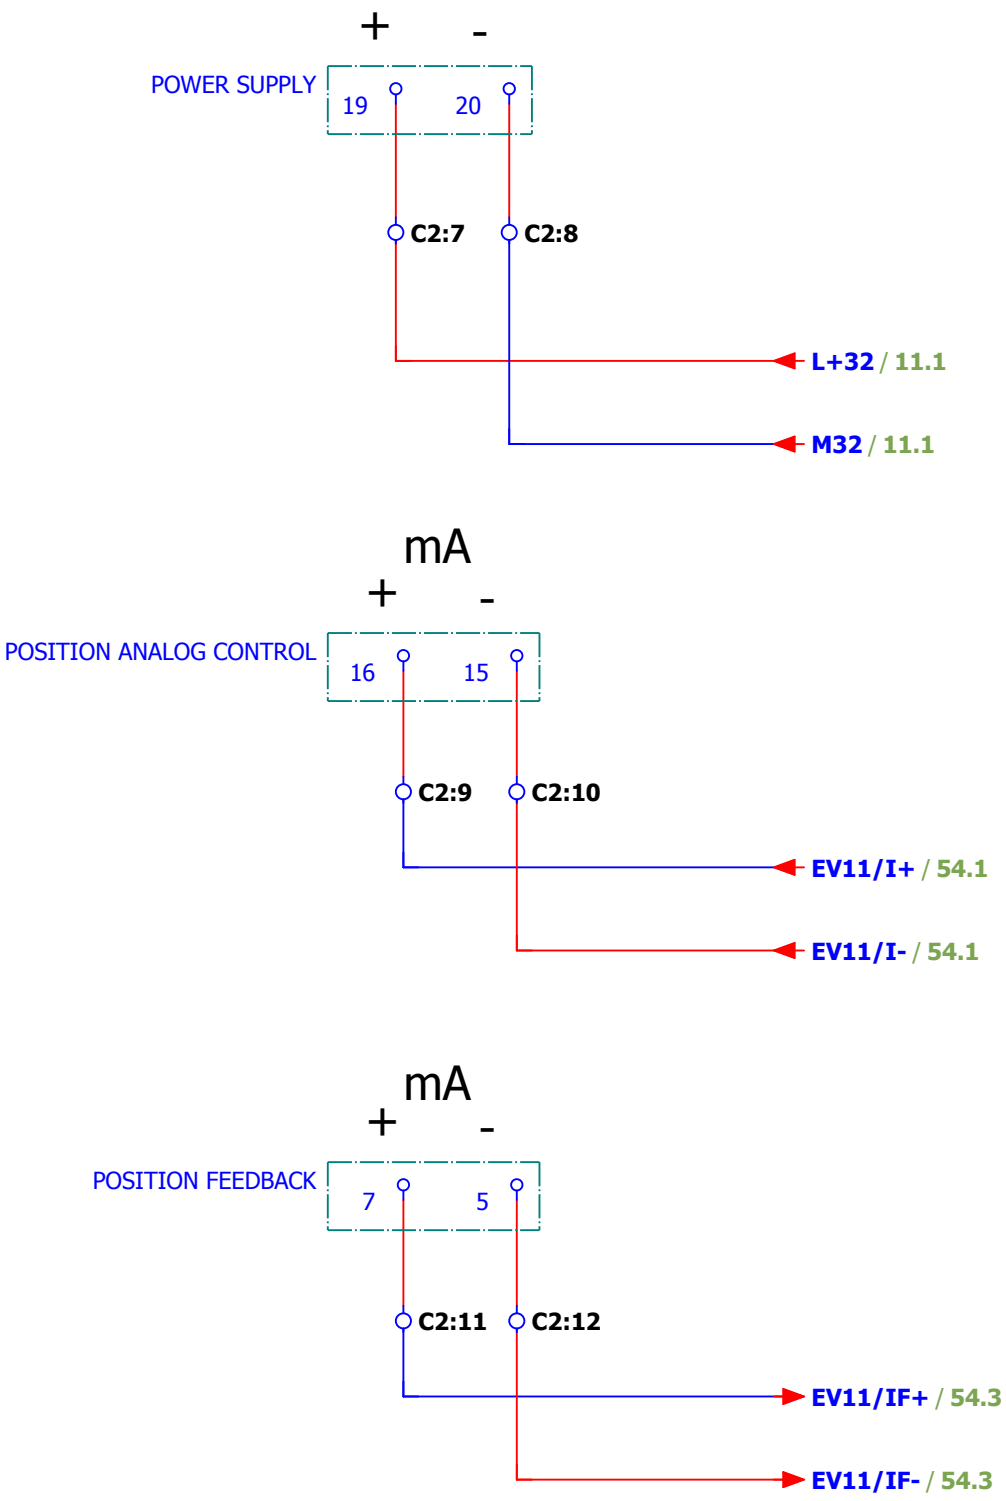 + -
POWER SUPPLY
19 20
C2:7 C2:8
L+32 / 11.1
M32 / 11.1
mA
+ -
POSITION ANALOG CONTROL
16 15
C2:9 C2:10
EV11/I+ / 54.1
EV11/I- / 54.1
mA
+ -
POSITION FEEDBACK
7 5
C2:11 C2:12
EV11/IF+ / 54.3
EV11/IF- / 54.3